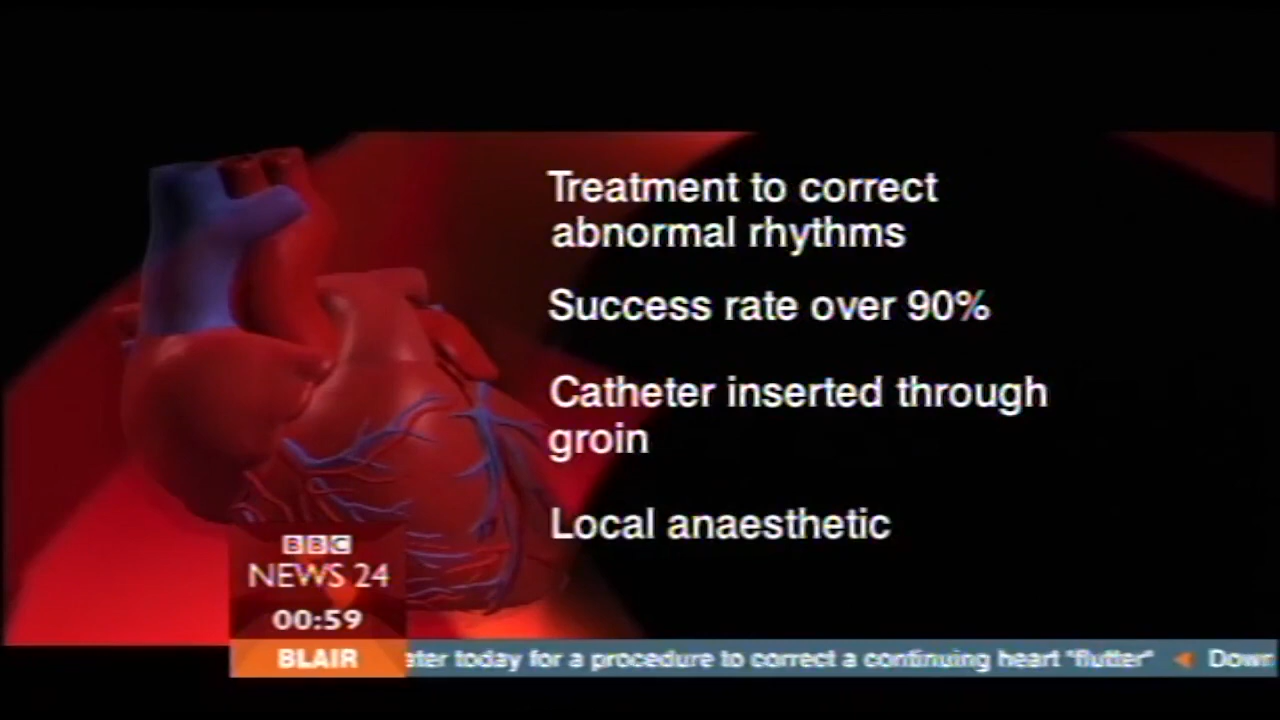 Treatment to correct
abnormal rhythms
Success rate over 90%
Catheter inserted through
groin
Local anaesthetic
BBC
NEWS 24
00:59
BLAIR
today for a procedure to correct a continuing heart "flutter"